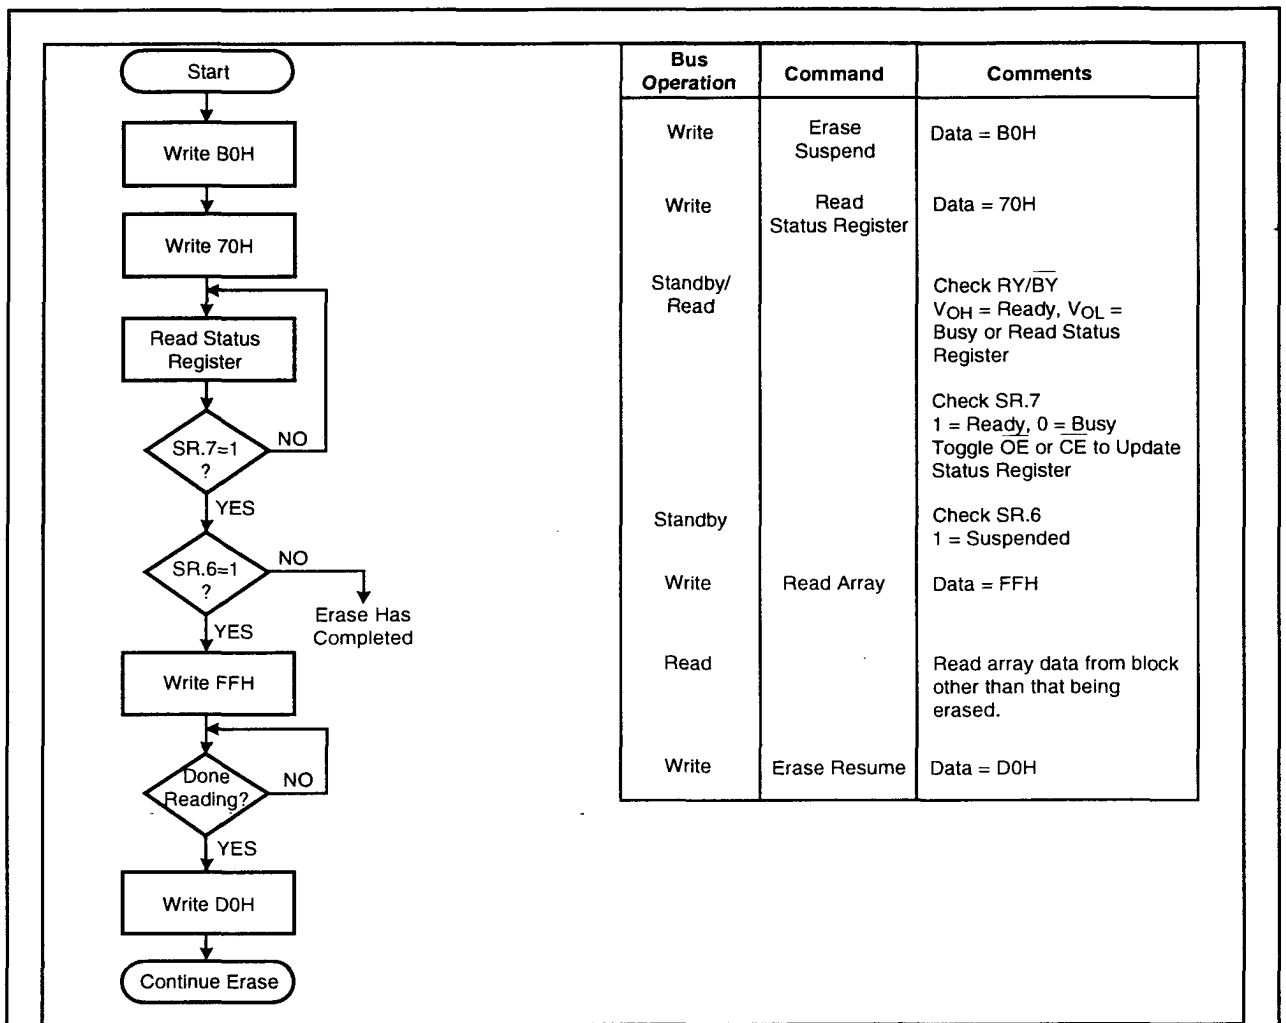 Start
Write B0H
Write 70H
Read Status
Register
SR.7=1
?
NO
YES
SR.6=1
?
NO
Erase Has
Completed
YES
Write FFH
Done
Reading?
NO
YES
Write D0H
Continue Erase
Bus
Operation
Command
Comments
Write
Erase
Suspend
Data = B0H
Write
Read
Status Register
Data = 70H
Standby/
Read
Check RY/B̅Y̅
VOH = Ready, VOL =
Busy or Read Status
Register
Check SR.7
1 = Ready, 0 = Busy
Toggle O̅E̅ or C̅E̅ to Update
Status Register
Standby
Check SR.6
1 = Suspended
Write
Read Array
Data = FFH
Read
Read array data from block
other than that being
erased.
Write
Erase Resume
Data = D0H